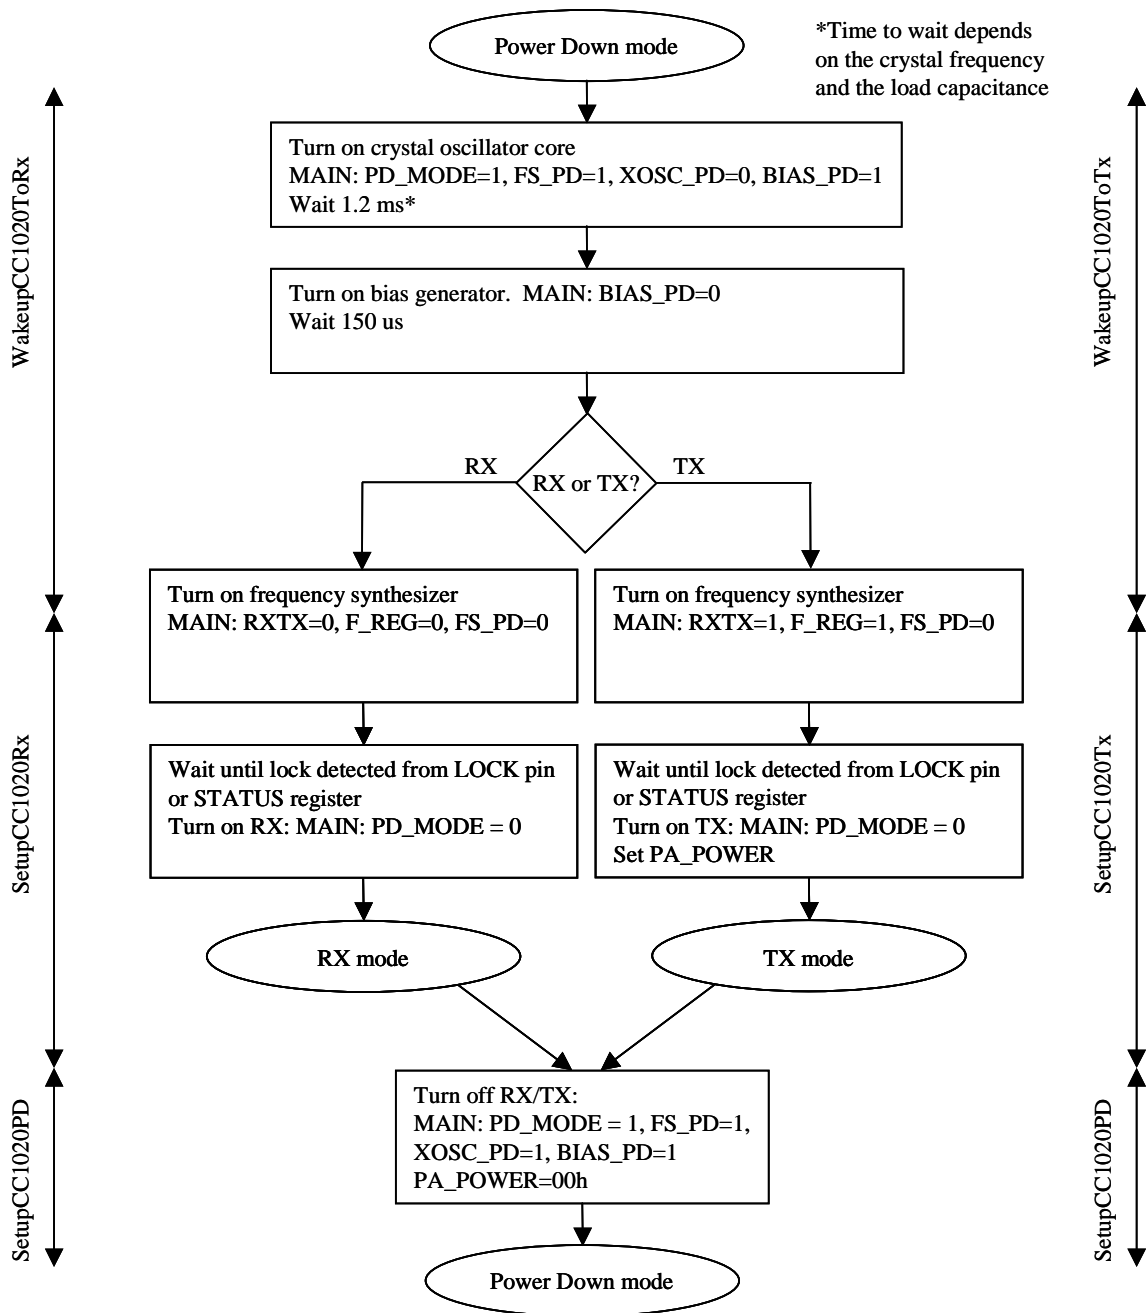 Power Down mode
*Time to wait depends
on the crystal frequency
and the load capacitance
WakeupCC1020ToRx
WakeupCC1020ToTx
Turn on crystal oscillator core
MAIN: PD_MODE=1, FS_PD=1, XOSC_PD=0, BIAS_PD=1
Wait 1.2 ms*
Turn on bias generator.  MAIN: BIAS_PD=0
Wait 150 us
RX
RX or TX?
TX
Turn on frequency synthesizer
MAIN: RXTX=0, F_REG=0, FS_PD=0
Turn on frequency synthesizer
MAIN: RXTX=1, F_REG=1, FS_PD=0
SetupCC1020Rx
SetupCC1020Tx
Wait until lock detected from LOCK pin
or STATUS register
Turn on RX: MAIN: PD_MODE = 0
Wait until lock detected from LOCK pin
or STATUS register
Turn on TX: MAIN: PD_MODE = 0
Set PA_POWER
RX mode
TX mode
SetupCC1020PD
SetupCC1020PD
Turn off RX/TX:
MAIN: PD_MODE = 1, FS_PD=1,
XOSC_PD=1, BIAS_PD=1
PA_POWER=00h
Power Down mode